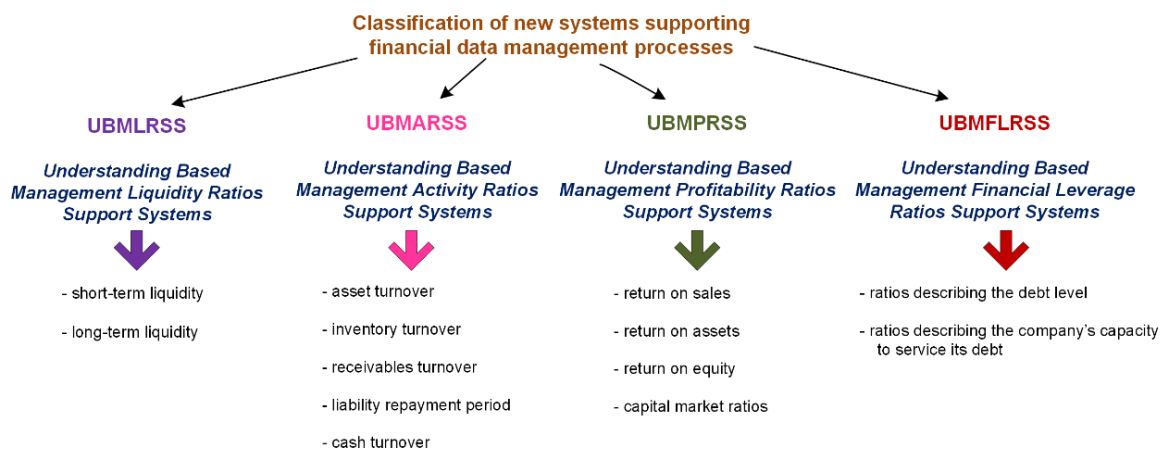 Classification of new systems supporting
financial data management processes
UBMLRSS
Understanding Based
Management Liquidity Ratios
Support Systems
- short-term liquidity
- long-term liquidity
UBMARSS
Understanding Based
Management Activity Ratios
Support Systems
- asset turnover
- inventory turnover
- receivables turnover
- liability repayment period
- cash turnover
UBMPRSS
Understanding Based
Management Profitability Ratios
Support Systems
- return on sales
- return on assets
- return on equity
- capital market ratios
UBMFLRSS
Understanding Based
Management Financial Leverage
Ratios Support Systems
- ratios describing the debt level
- ratios describing the company's capacity
to service its debt